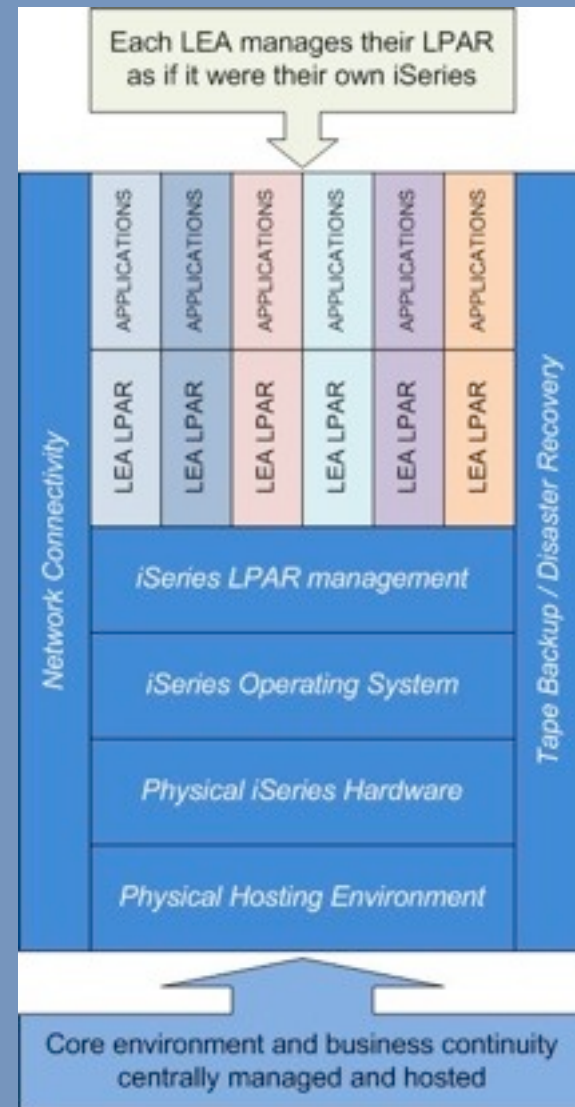 Each LEA manages their LPAR
as if it were their own iSeries
Network Connectivity
APPLICATIONS
APPLICATIONS
APPLICATIONS
APPLICATIONS
APPLICATIONS
APPLICATIONS
LEA LPAR
LEA LPAR
LEA LPAR
LEA LPAR
LEA LPAR
LEA LPAR
iSeries LPAR management
iSeries Operating System
Physical iSeries Hardware
Physical Hosting Environment
Tape Backup / Disaster Recovery
Core environment and business continuity
centrally managed and hosted